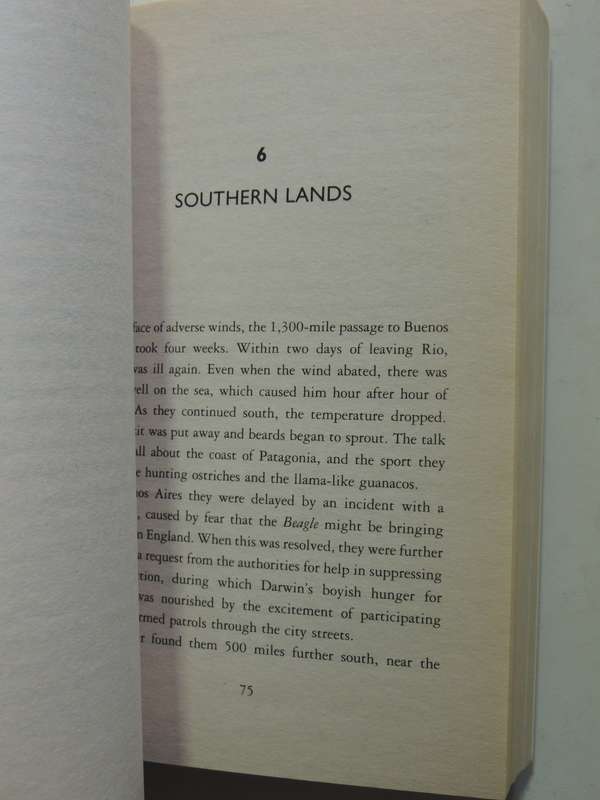 6
SOUTHERN LANDS
face of adverse winds, the 1,300-mile passage to Buenos
took four weeks. Within two days of leaving Rio,
was ill again. Even when the wind abated, there was
on the sea, which caused him hour after hour of
As they continued south, the temperature dropped.
it was put away and beards began to sprout. The talk
all about the coast of Patagonia, and the sport they
hunting ostriches and the llama-like guanacos.
Aires they were delayed by an incident with a
, caused by fear that the Beagle might be bringing
England. When this was resolved, they were further
a request from the authorities for help in suppressing
during which Darwin's boyish hunger for
was nourished by the excitement of participating
patrols through the city streets.
found them 500 miles further south, near the
75